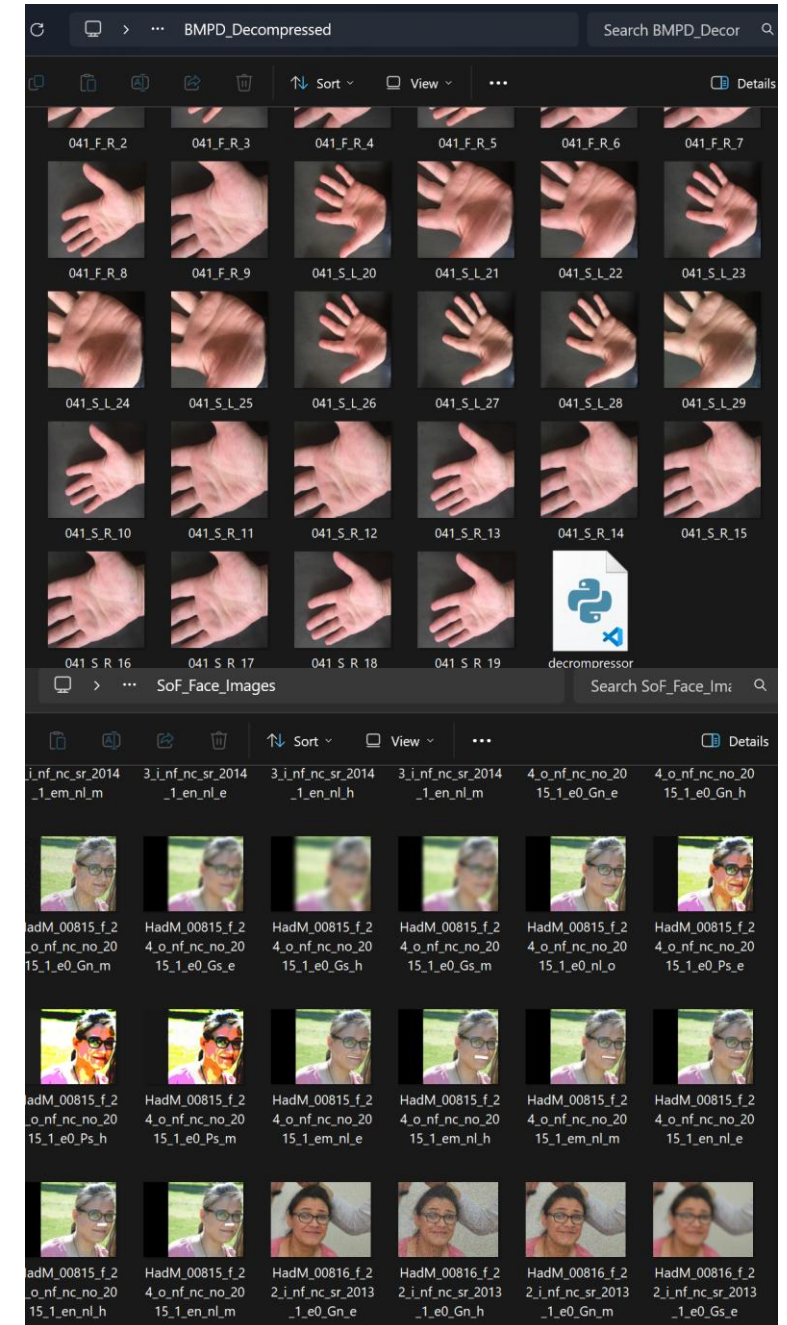 BMPD_Decompressed
Search BMPD_Decor
Sort
View
Details
041_F_R_2 041_F_R_3 041_F_R_4 041_F_R_5 041_F_R_6 041_F_R_7
041_F_R_8 041_F_R_9 041_S_L_20 041_S_L_21 041_S_L_22 041_S_L_23
041_S_L_24 041_S_L_25 041_S_L_26 041_S_L_27 041_S_L_28 041_S_L_29
041_S_R_10 041_S_R_11 041_S_R_12 041_S_R_13 041_S_R_14 041_S_R_15
041_S_R_16 041_S_R_17 041_S_R_18 041_S_R_19 decrompressor
SoF_Face_Images
Search SoF_Face_Ima
Sort
View
Details
_i_nf_nc_sr_2014 3_i_nf_nc_sr_2014 3_i_nf_nc_sr_2014 3_i_nf_nc_sr_2014 4_o_nf_nc_no_20 4_o_nf_nc_no_20
_1_em_nl_m _1_en_nl_e _1_en_nl_h _1_en_nl_m 15_1_e0_Gn_e 15_1_e0_Gn_h
ladM_00815_f_2 HadM_00815_f_2 HadM_00815_f_2 HadM_00815_f_2 HadM_00815_f_2 HadM_00815_f_2
_o_nf_nc_no_20 4_o_nf_nc_no_20 4_o_nf_nc_no_20 4_o_nf_nc_no_20 4_o_nf_nc_no_20 4_o_nf_nc_no_20
15_1_e0_Gn_m 15_1_e0_Gs_e 15_1_e0_Gs_h 15_1_e0_Gs_m 15_1_e0_nl_o 15_1_e0_Ps_e
ladM_00815_f_2 HadM_00815_f_2 HadM_00815_f_2 HadM_00815_f_2 HadM_00815_f_2 HadM_00815_f_2
_o_nf_nc_no_20 4_o_nf_nc_no_20 4_o_nf_nc_no_20 4_o_nf_nc_no_20 4_o_nf_nc_no_20 4_o_nf_nc_no_20
15_1_e0_Ps_h 15_1_e0_Ps_m 15_1_em_nl_e 15_1_em_nl_h 15_1_em_nl_m 15_1_en_nl_e
ladM_00815_f_2 HadM_00815_f_2 HadM_00816_f_2 HadM_00816_f_2 HadM_00816_f_2 HadM_00816_f_2
_o_nf_nc_no_20 4_o_nf_nc_no_20 2_i_nf_nc_sr_2013 2_i_nf_nc_sr_2013 2_i_nf_nc_sr_2013 2_i_nf_nc_sr_2013
15_1_en_nl_h 15_1_en_nl_m _1_e0_Gn_e _1_e0_Gn_h _1_e0_Gn_m _1_e0_Gs_e